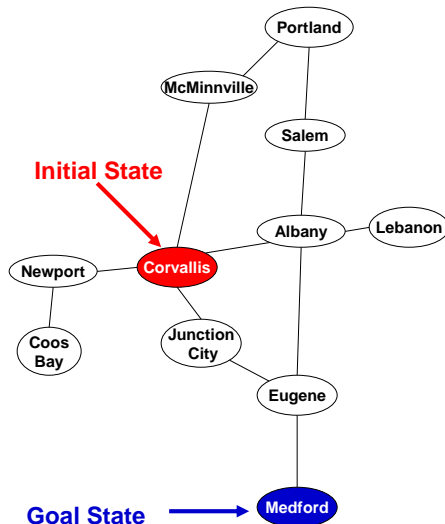 Portland
McMinnville
Salem
Initial State
Albany
Lebanon
Newport
Corvallis
Coos
Bay
Junction
City
Eugene
Medford
Goal State